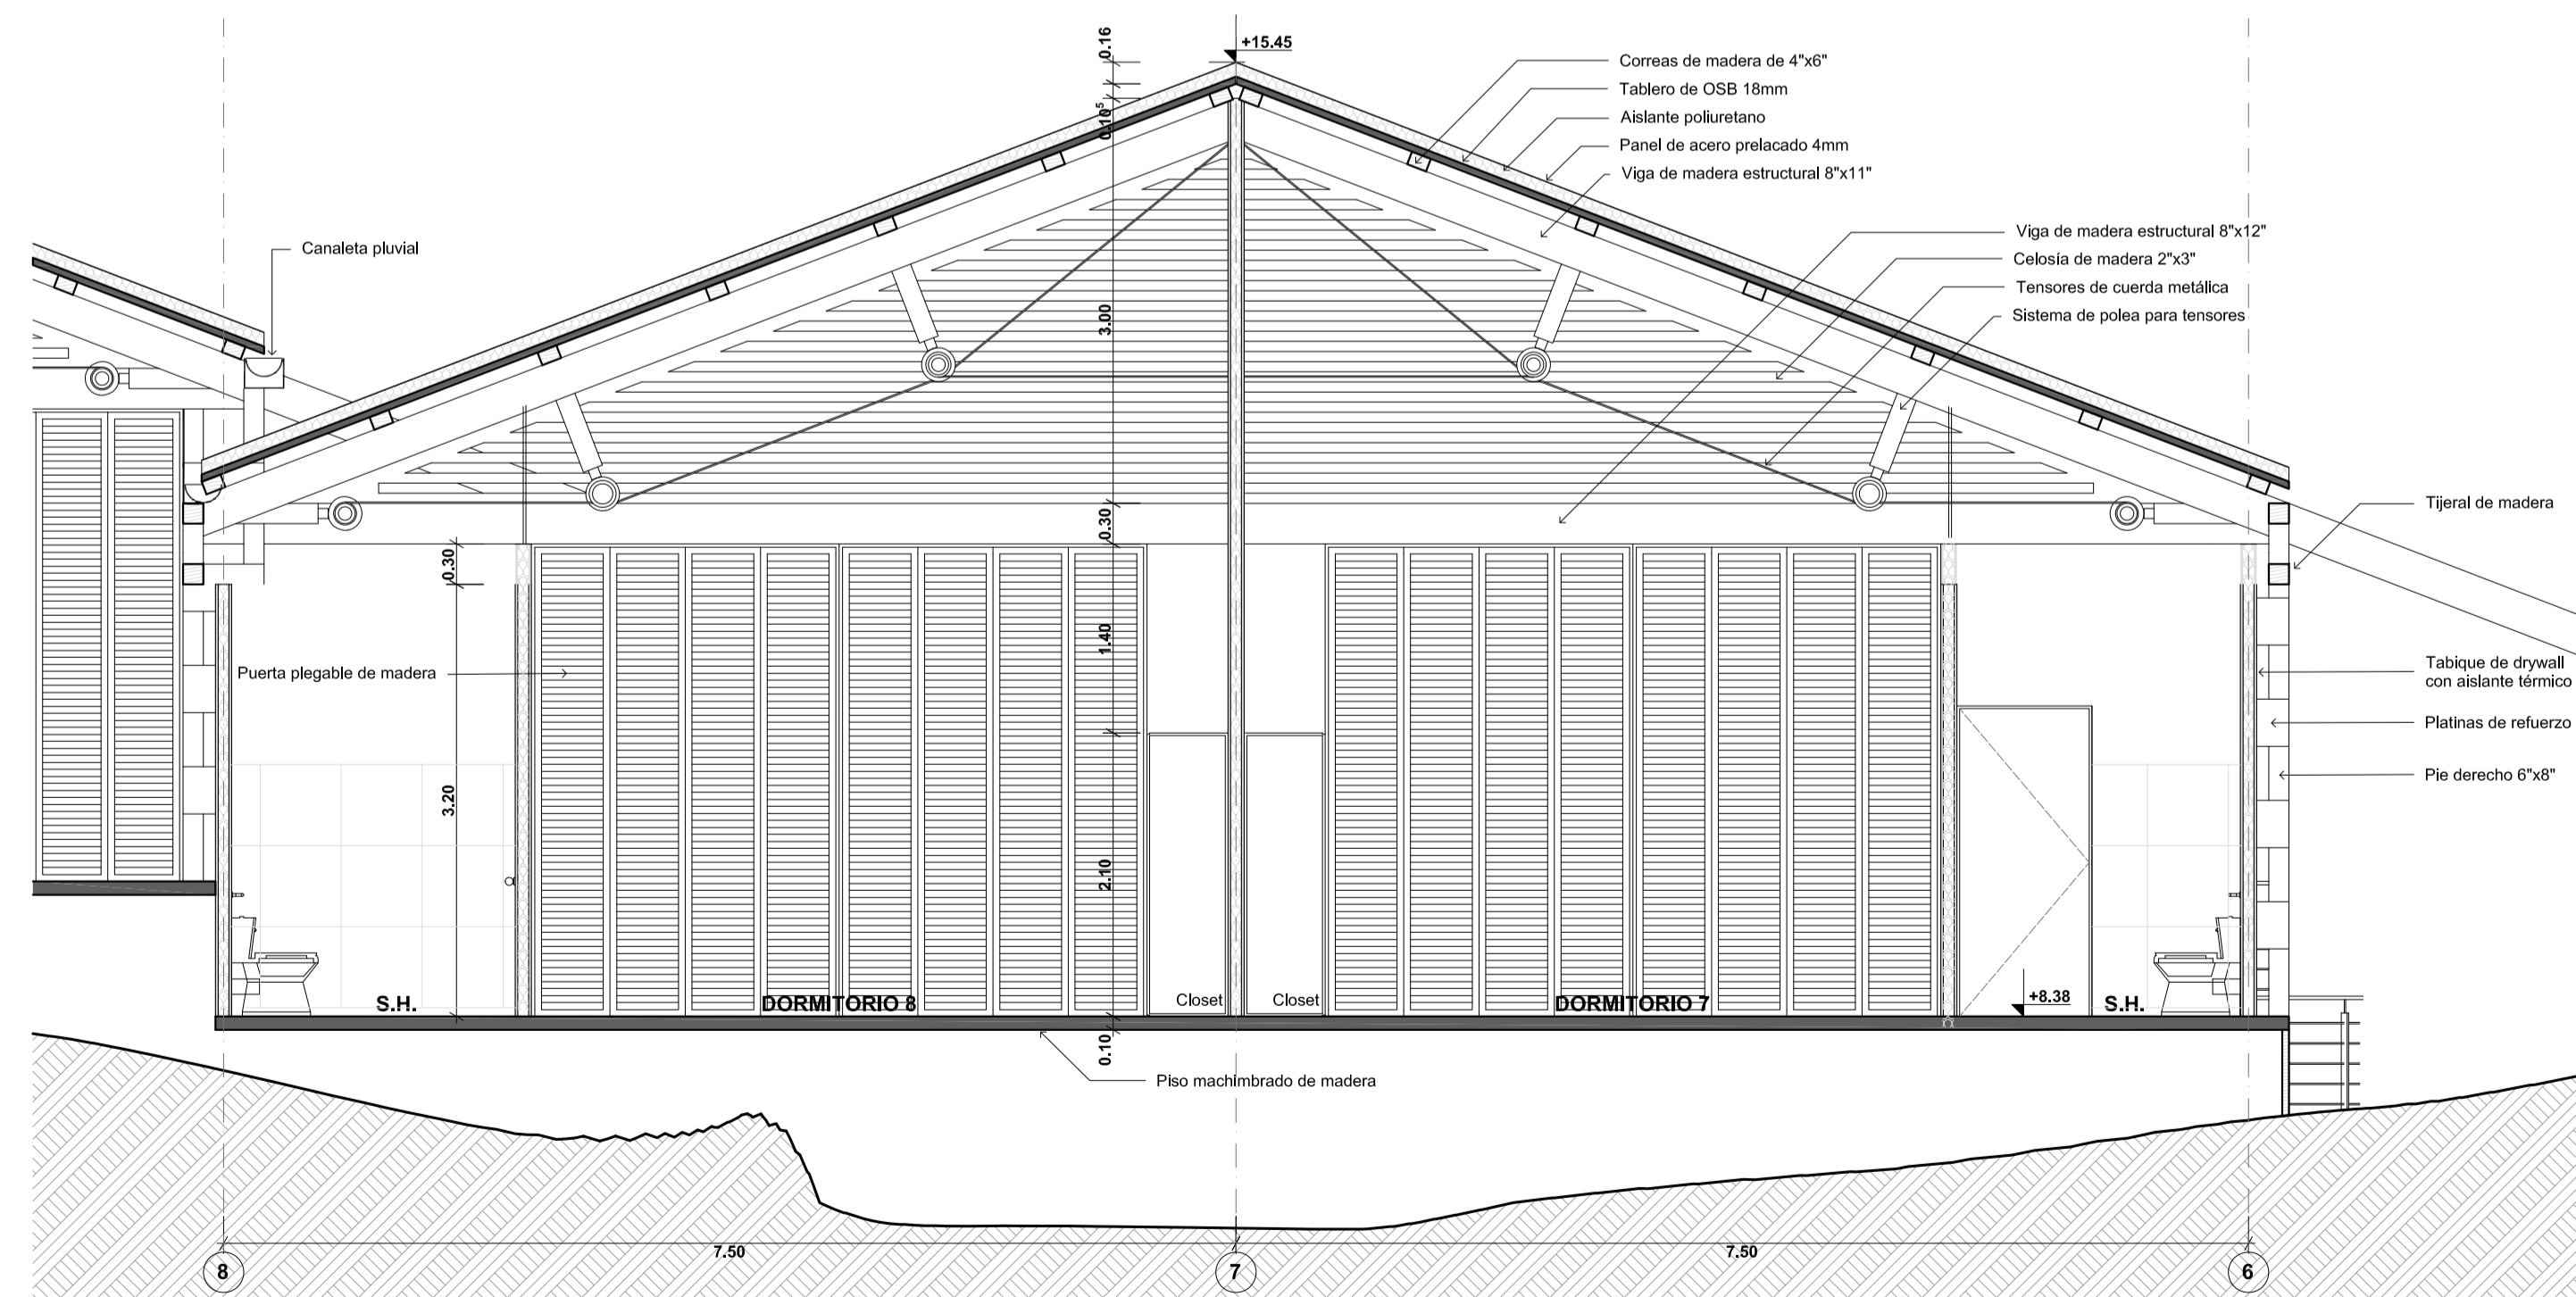 0.16
+15.45
Correas de madera de 4"x6"
Tablero de OSB 18mm
Aislante poliuretano
Panel de acero prelacado 4mm
Viga de madera estructural 8"x11"
0.10⁵
Canaleta pluvial
Viga de madera estructural 8"x12"
Celosía de madera 2"x3"
Tensores de cuerda metálica
Sistema de polea para tensores
3.00
0.30
0.30
Tijeral de madera
1.40
Puerta plegable de madera
Tabique de drywall
con aislante térmico
Platinas de refuerzo
Pie derecho 6"x8"
3.20
2.10
S.H.
DORMITORIO 8
Closet
Closet
DORMITORIO 7
+8.38
S.H.
0.10
Piso machimbrado de madera
7.50
7.50
8
7
6